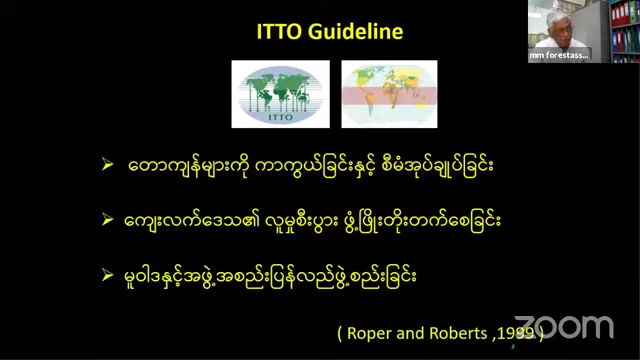 ITTO Guideline
mm forestass...
ITTO
➢ တောကျန်များကို ကာကွယ်ခြင်းနှင့် စီမံအုပ်ချုပ်ခြင်း
➢ ကျေးလက်ဒေသ၏ လူမှုစီးပွား ဖွံ့ဖြိုးတိုးတက်စေခြင်း
➢ မူဝါဒနှင့်အဖွဲ့အစည်းပြန်လည်ဖွဲ့စည်းခြင်း
( Roper and Roberts ,1999 )
zoom